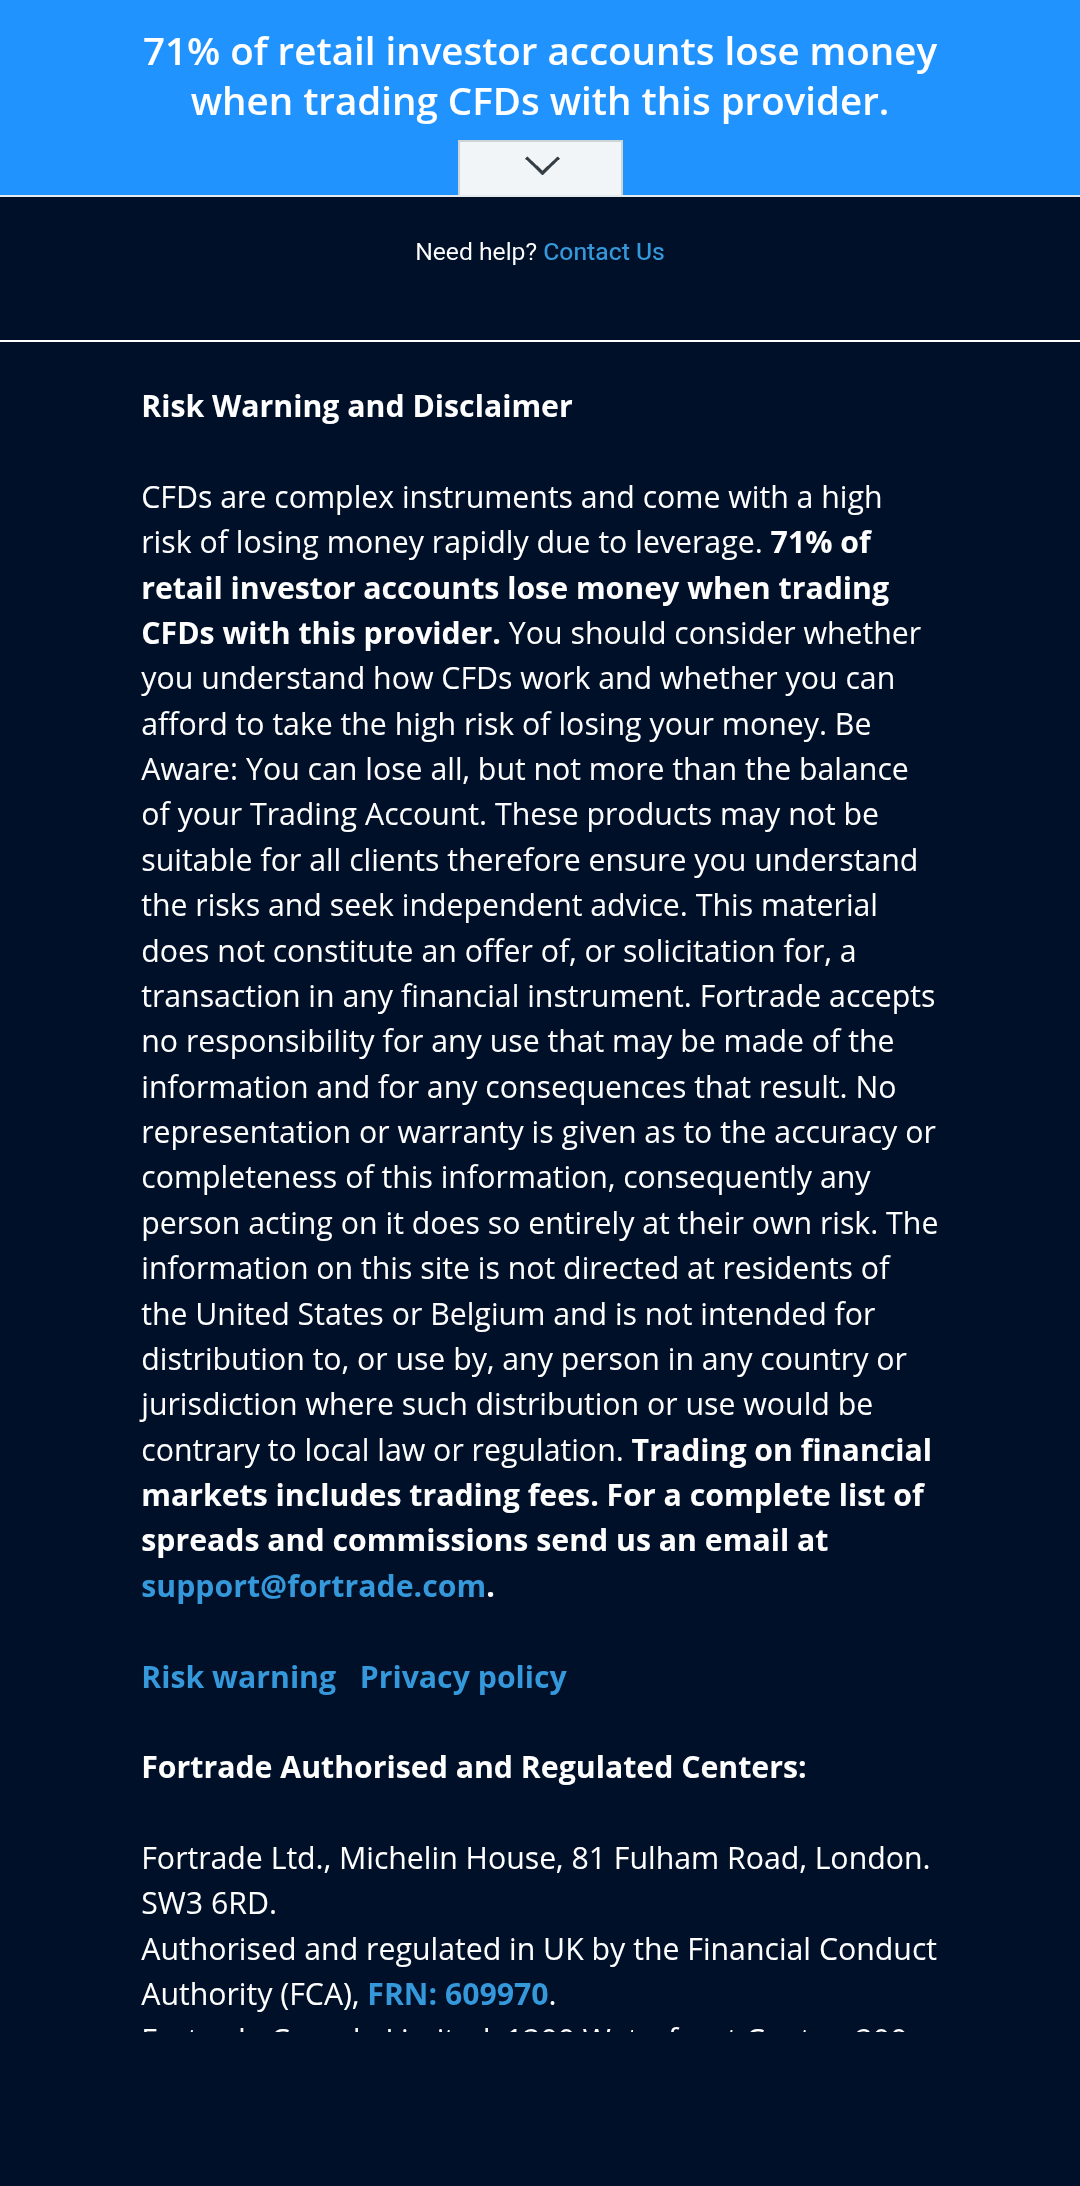 71% of retail investor accounts lose money
when trading CFDs with this provider.
Need help? Contact Us
Risk Warning and Disclaimer
CFDs are complex instruments and come with a high
risk of losing money rapidly due to leverage. 71% of
retail investor accounts lose money when trading
CFDs with this provider. You should consider whether
you understand how CFDs work and whether you can
afford to take the high risk of losing your money. Be
Aware: You can lose all, but not more than the balance
of your Trading Account. These products may not be
suitable for all clients therefore ensure you understand
the risks and seek independent advice. This material
does not constitute an offer of, or solicitation for, a
transaction in any financial instrument. Fortrade accepts
no responsibility for any use that may be made of the
information and for any consequences that result. No
representation or warranty is given as to the accuracy or
completeness of this information, consequently any
person acting on it does so entirely at their own risk. The
information on this site is not directed at residents of
the United States or Belgium and is not intended for
distribution to, or use by, any person in any country or
jurisdiction where such distribution or use would be
contrary to local law or regulation. Trading on financial
markets includes trading fees. For a complete list of
spreads and commissions send us an email at
support@fortrade.com.
Risk warning Privacy policy
Fortrade Authorised and Regulated Centers:
Fortrade Ltd., Michelin House, 81 Fulham Road, London.
SW3 6RD.
Authorised and regulated in UK by the Financial Conduct
Authority (FCA), FRN: 609970.